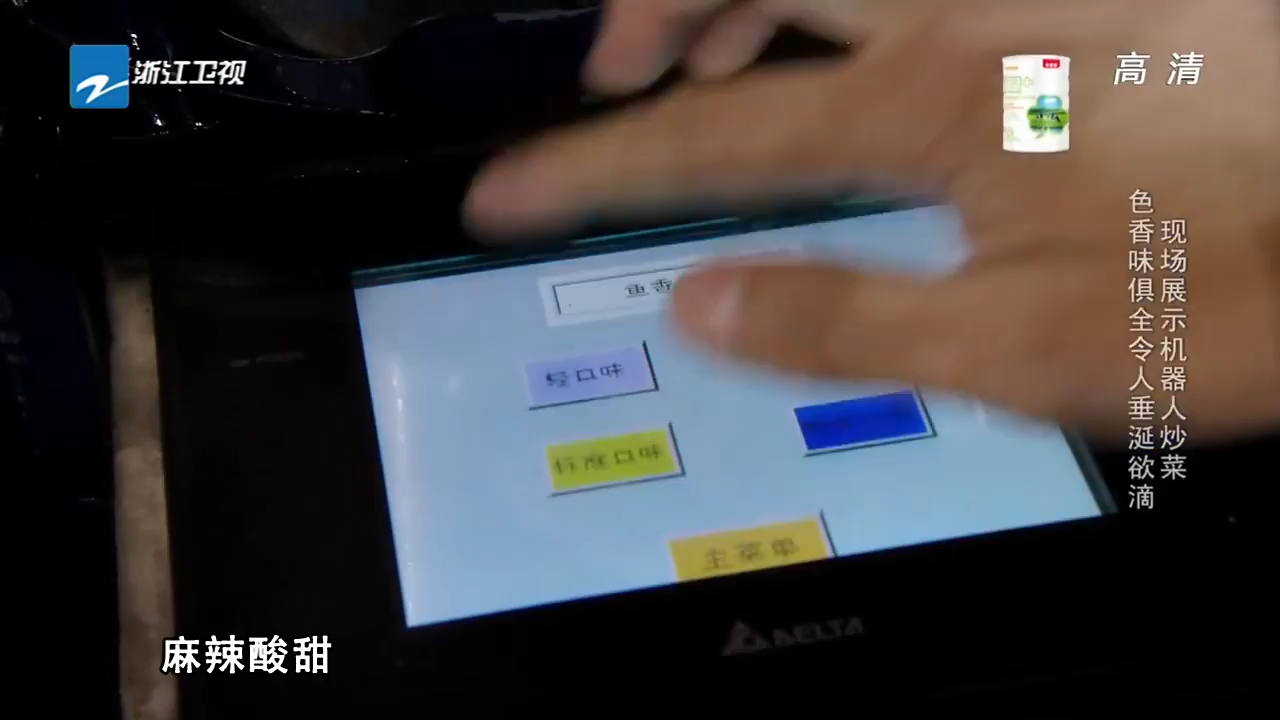 浙江卫视
高清
现场展示机器人炒菜
色香味俱全令人垂涎欲滴
鱼香
轻口味
标准口味
主菜单
DELTA
麻辣酸甜